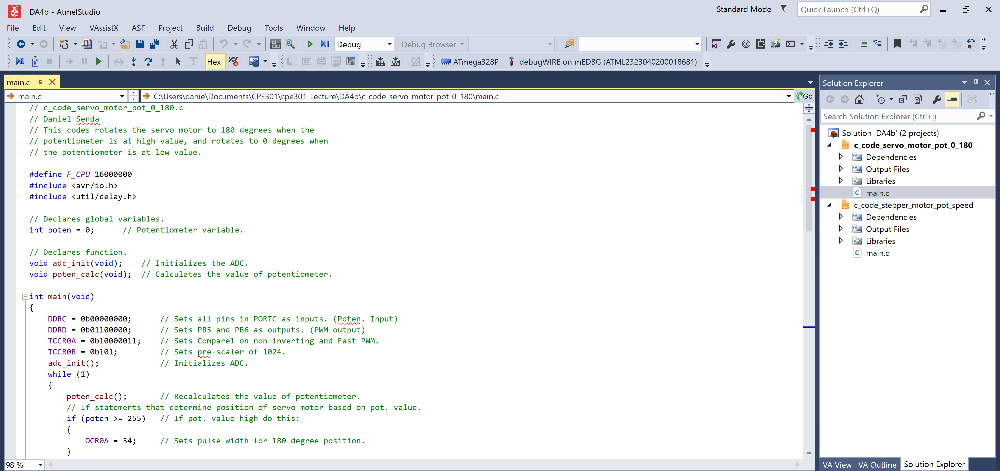 DA4b - AtmelStudio
Standard Mode
Quick Launch (Ctrl+Q)
File Edit View VAssistX ASF Project Build Debug Tools Window Help
Debug
Debug Browser
Hex
ATmega328P
debugWIRE on mEDBG (ATML2323040200018681)
main.c
main.c
C:\Users\danie\Documents\CPE301\cpe301_Lecture\DA4b\c_code_servo_motor_pot_0_180\main.c
Go
// c_code_servo_motor_pot_0_180.c
// Daniel Senda
// This codes rotates the servo motor to 180 degrees when the
// potentiometer is at high value, and rotates to 0 degrees when
// the potentiometer is at low value.
#define F_CPU 16000000
#include <avr/io.h>
#include <util/delay.h>
// Declares global variables.
int poten = 0;      // Potentiometer variable.
// Declares function.
void adc_init(void);    // Initializes the ADC.
void poten_calc(void);  // Calculates the value of potentiometer.
int main(void)
{
    DDRC = 0b00000000;      // Sets all pins in PORTC as inputs. (Poten. Input)
    DDRD = 0b01100000;      // Sets PB5 and PB6 as outputs. (PWM output)
    TCCR0A = 0b10000011;    // Sets Compare1 on non-inverting and Fast PWM.
    TCCR0B = 0b101;         // Sets pre-scaler of 1024.
    adc_init();             // Initializes ADC.
    while (1)
    {
        poten_calc();       // Recalculates the value of potentiometer.
        // If statements that determine position of servo motor based on pot. value.
        if (poten >= 255)   // If pot. value high do this:
        {
            OCR0A = 34;     // Sets pulse width for 180 degree position.
        }
98 %
Solution Explorer
Search Solution Explorer (Ctrl+;)
Solution 'DA4b' (2 projects)
c_code_servo_motor_pot_0_180
Dependencies
Output Files
Libraries
main.c
c_code_stepper_motor_pot_speed
Dependencies
Output Files
Libraries
main.c
VA View VA Outline Solution Explorer